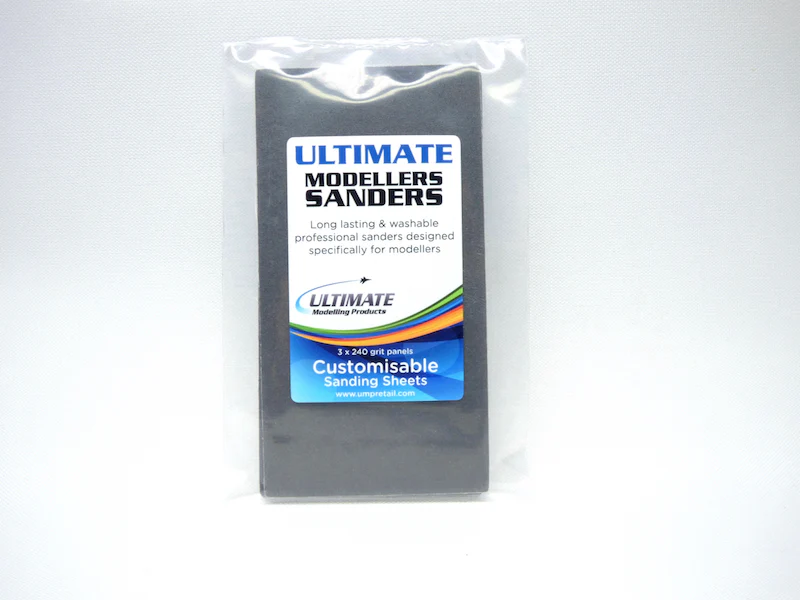 ULTIMATE
MODELLERS
SANDERS
Long lasting & washable
professional sanders designed
specifically for modellers
ULTIMATE
Modelling Products
3 x 240 grit panels
Customisable
Sanding Sheets
www.umpretail.com